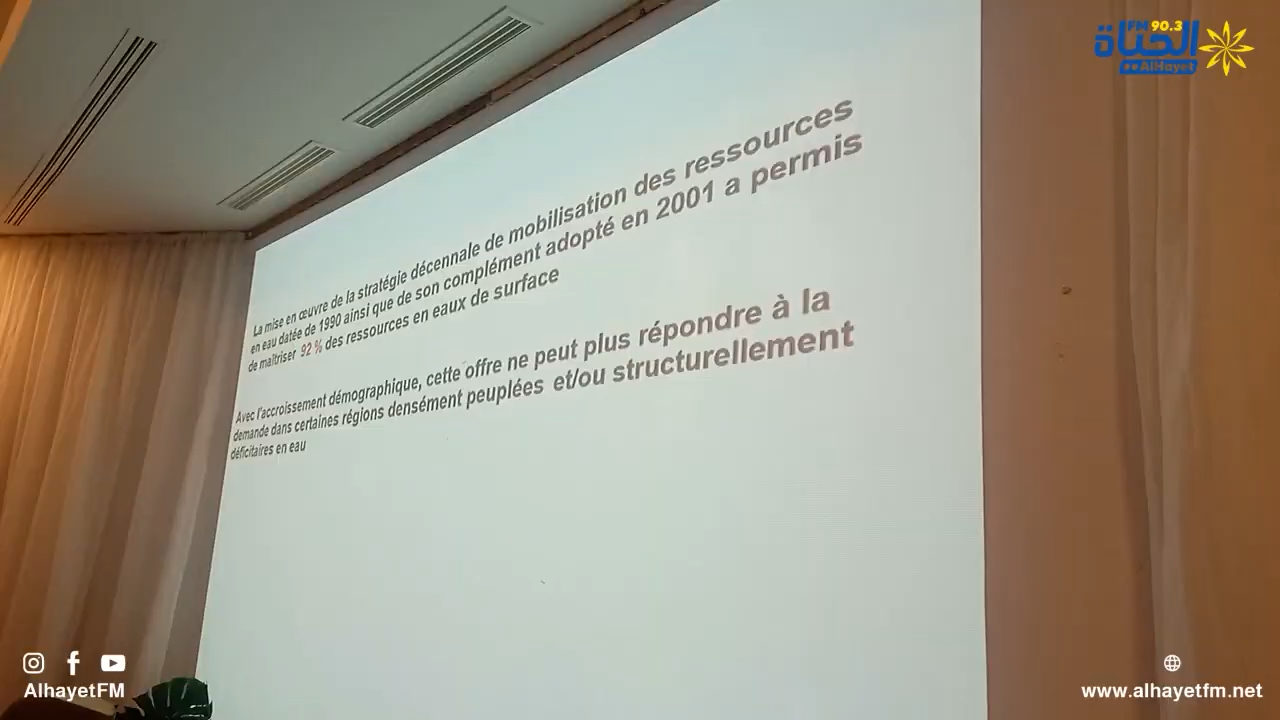 FM 90.3
الحياة
AlHayet
La mise en œuvre de la stratégie décennale de mobilisation des ressources
en eau datée de 1990 ainsi que de son complément adopté en 2001 a permis
de maîtriser 92 % des ressources en eaux de surface
Avec l'accroissement démographique, cette offre ne peut plus répondre à la
demande dans certaines régions densément peuplées et/ou structurellement
déficitaires en eau
AlhayetFM
www.alhayetfm.net